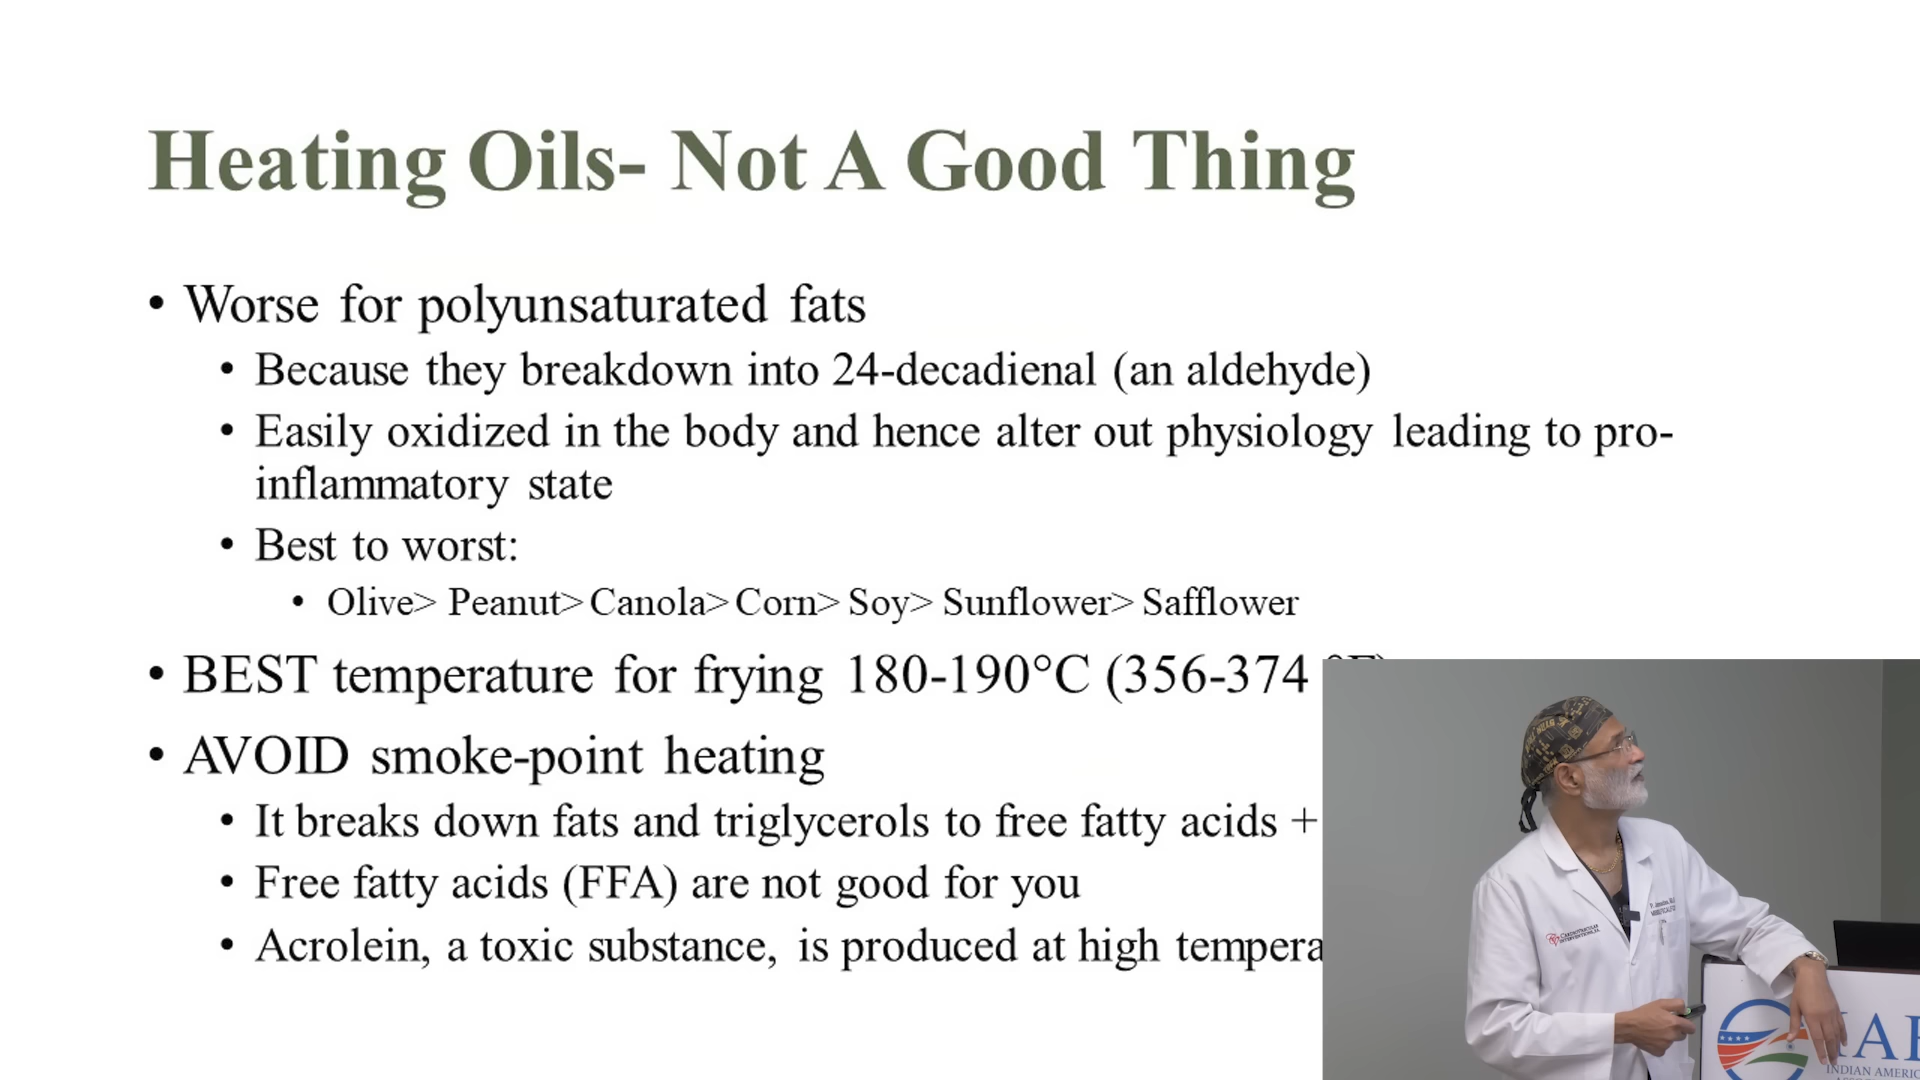 Heating Oils- Not A Good Thing
• Worse for polyunsaturated fats
• Because they breakdown into 24-decadienal (an aldehyde)
• Easily oxidized in the body and hence alter out physiology leading to pro-
inflammatory state
• Best to worst:
• Olive> Peanut> Canola> Corn> Soy> Sunflower> Safflower
• BEST temperature for frying 180-190°C (356-374
• AVOID smoke-point heating
• It breaks down fats and triglycerols to free fatty acids +
• Free fatty acids (FFA) are not good for you
• Acrolein, a toxic substance, is produced at high tempera
CARDIOVASCULAR
INTERVENTIONS, P.A.
INDIAN AMERIC